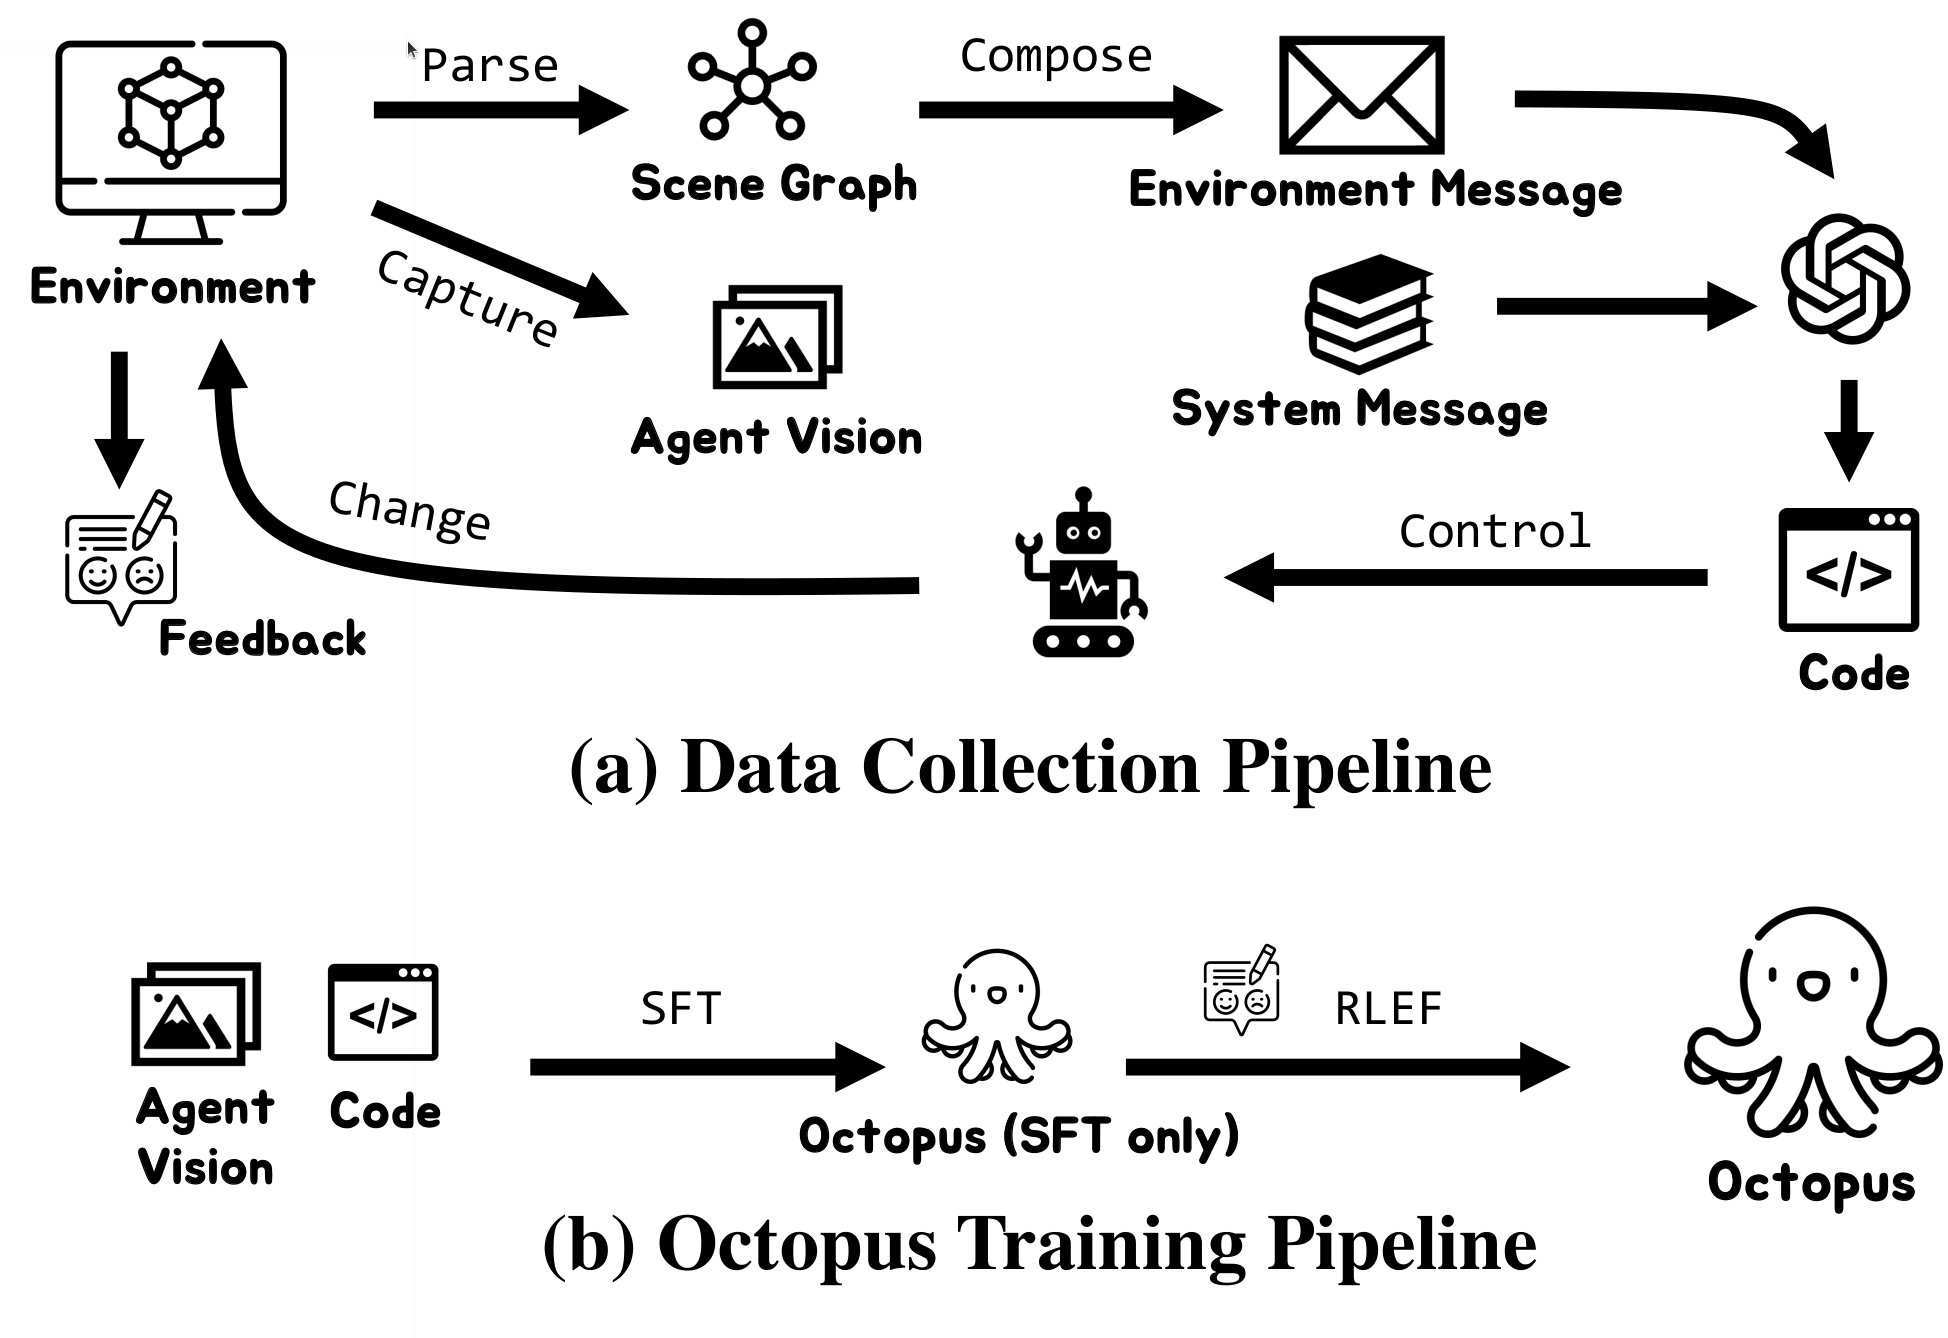 Parse
Compose
Scene Graph
Environment Message
Environment
Capture
Agent Vision
System Message
Change
Control
</>
Feedback
Code
(a) Data Collection Pipeline
</>
SFT
RLEF
Agent
Vision
Code
Octopus (SFT only)
Octopus
(b) Octopus Training Pipeline